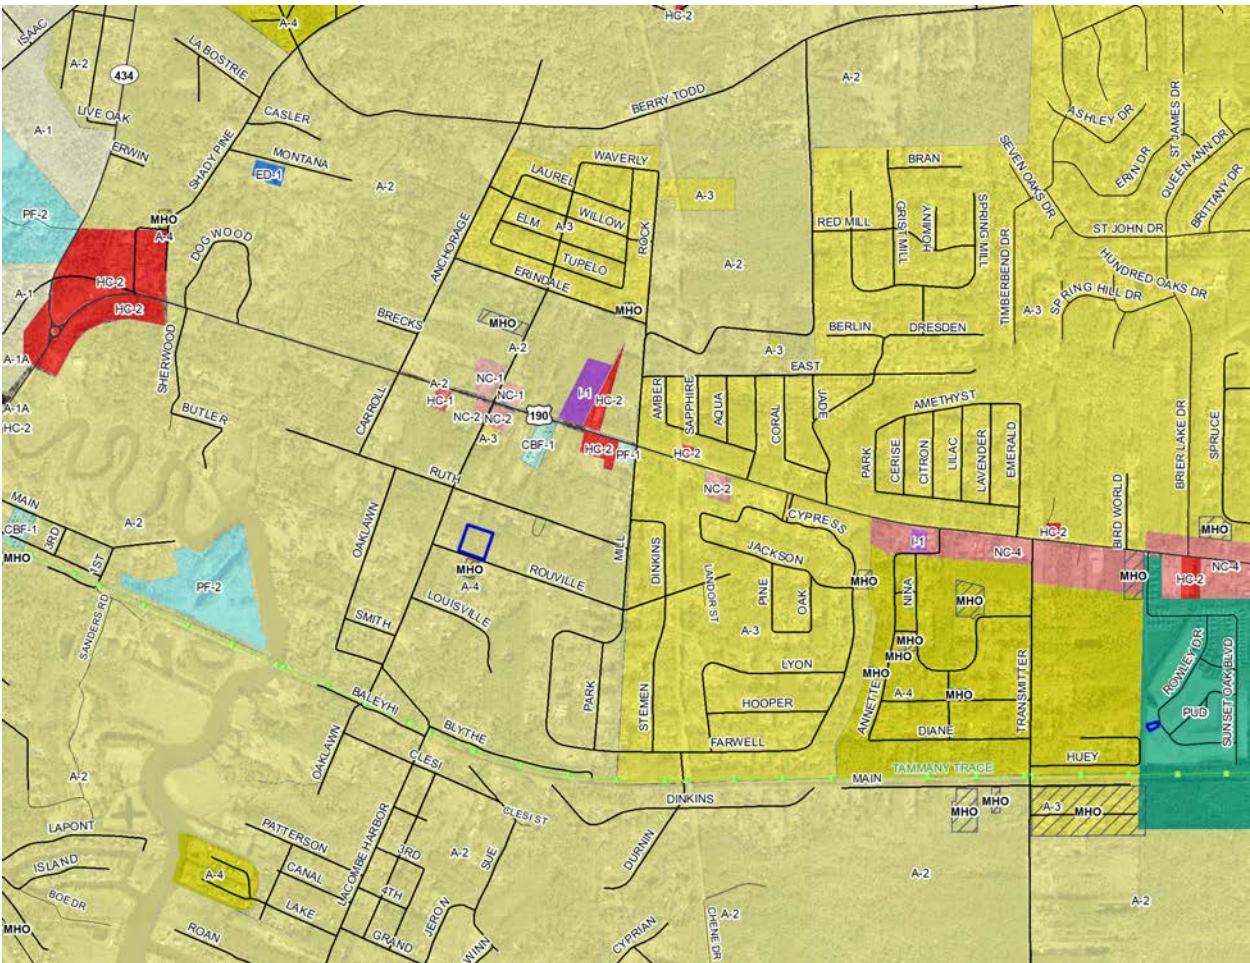 HC-2
A-4
ISAAC
LA BOSTRIE
A-2
434
A-2
BERRY TODD
LIVE OAK
CASLER
ASHLEY DR
ST JAMES DR
A-1
ERWIN
SHADY PINE
MONTANA
ED-1
A-2
WAVERLY
LAUREL
BRAN
SEVEN OAKS DR
ERIN DR
QUEEN ANN DR
BRITTANY DR
A-3
PF-2
MHO
A-4
ELM
WILLOW
A-3
ROCK
RED MILL
GRIST MILL
HOMINY
SPRING MILL
ST JOHN DR
DOGWOOD
ANCHORAGE
TUPELO
A-2
TIMBERBEND DR
HUNDRED OAKS DR
ERINDALE
HC-2
A-1
HC-2
SPRING HILL DR
MHO
A-3
BRECKS
MHO
BERLIN
DRESDEN
A-2
A-3
EAST
A-1A
SHERWOOD
NC-1
NC-1
A-2
HC-1
I-1
HC-2
AMBER
SAPPHIRE
AQUA
CORAL
JADE
AMETHYST
A-1A
HC-2
BUTLER
CARROLL
NC-2
NC-2
190
A-3
CBF-1
HC-2
PF-1
HC-2
PARK
CERISE
CITRON
LILAC
LAVENDER
EMERALD
BRIER LAKE DR
SPRUCE
RUTH
NC-2
MAIN
CBF-1
3RD
1ST
A-2
OAKLAWN
CYPRESS
BIRD WORLD
MHO
HC-2
MHO
MILL
DINKINS
JACKSON
I-1
NC-4
PF-2
MHO
A-4
ROUVILLE
LANDOR ST
PINE
OAK
MHO
NINA
MHO
MHO
HC-2
NC-4
SANDERS RD
SMITH
LOUISVILLE
A-3
MHO
MHO
MHO
LYON
ROWLEY DR
SUNSET OAK BLVD
PARK
STEMEN
HOOPER
ANNETTE
A-4
MHO
TRANSMITTER
PUD
BALEYHI
BLYTHE
FARWELL
DIANE
HUEY
OAKLAWN
CLESI
TAMMANY TRACE
MAIN
A-2
DINKINS
MHO
MHO
A-3
MHO
CLESI ST
LAPONT
PATTERSON
LACOMBE HARBOR
3RD
A-2
SUE
DURNIN
ISLAND
A-4
CANAL
A-2
BOE DR
4TH
LAKE
JERON
A-2
A-2
MHO
ROAN
GRAND
WINN
CYPRIAN
CHENE DR